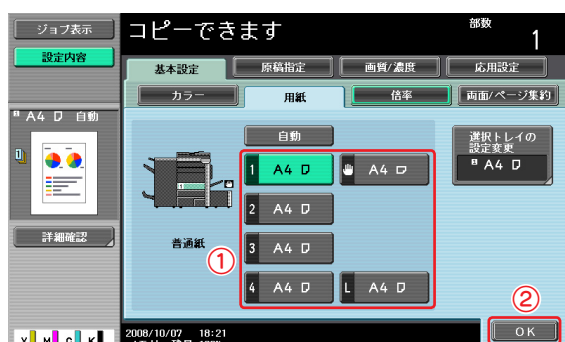 ジョブ表示
コピーできます
部数
1
設定内容
基本設定
原稿指定
画質/濃度
応用設定
カラー
用紙
倍率
両面/ページ集約
A4 自動
自動
選択トレイの
設定変更
A4
1 A4
A4
2 A4
3 A4
4 A4
L A4
普通紙
①
詳細確認
②
OK
2008/10/07 18:21
Y M C K